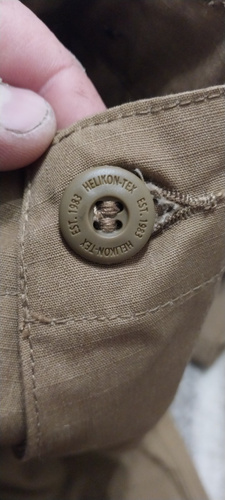 HELIKON-TEX
EST. 1983
HELIKON-TEX
EST. 1983